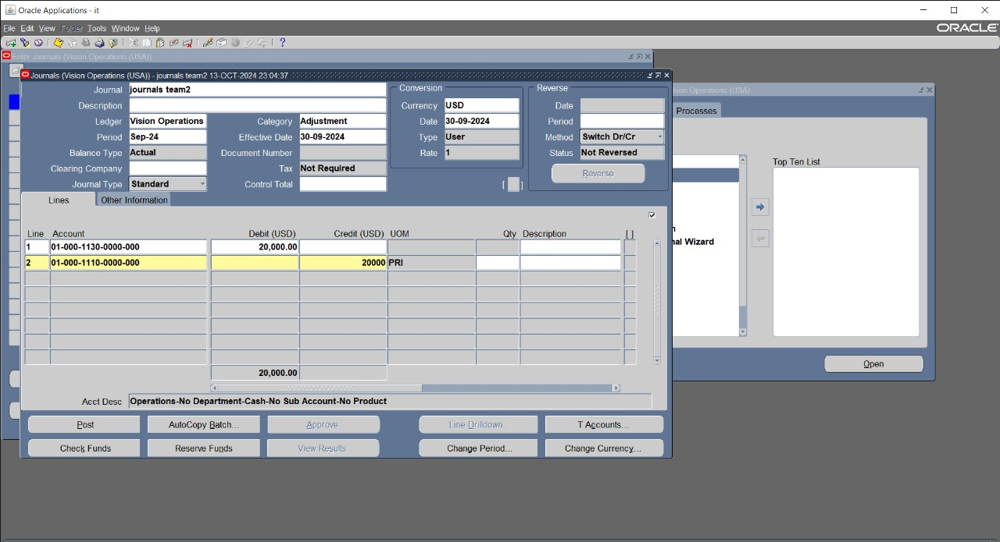 Oracle Applications - it
File Edit View Folder Tools Window Help
ORACLE
Enter Journals (Vision Operations (USA))
Journals (Vision Operations (USA)) - journals team2 13-OCT-2024 23:04:37
Journal journals team2
Description
Ledger Vision Operations Category Adjustment
Period Sep-24 Effective Date 30-09-2024
Balance Type Actual Document Number
Clearing Company Tax Not Required
Journal Type Standard Control Total
Conversion
Currency USD
Date 30-09-2024
Type User
Rate 1
Reverse
Date
Period
Method Switch Dr/Cr
Status Not Reversed
Reverse
[ ]
Lines Other Information
Line Account Debit (USD) Credit (USD) UOM Qty Description [ ]
1 01-000-1130-0000-000 20,000.00
2 01-000-1110-0000-000 20000 PRI
20,000.00
Acct Desc Operations-No Department-Cash-No Sub Account-No Product
Post AutoCopy Batch... Approve Line Drilldown... T Accounts...
Check Funds Reserve Funds View Results Change Period... Change Currency...
Operations (USA)
Processes
Top Ten List
Wizard
Open